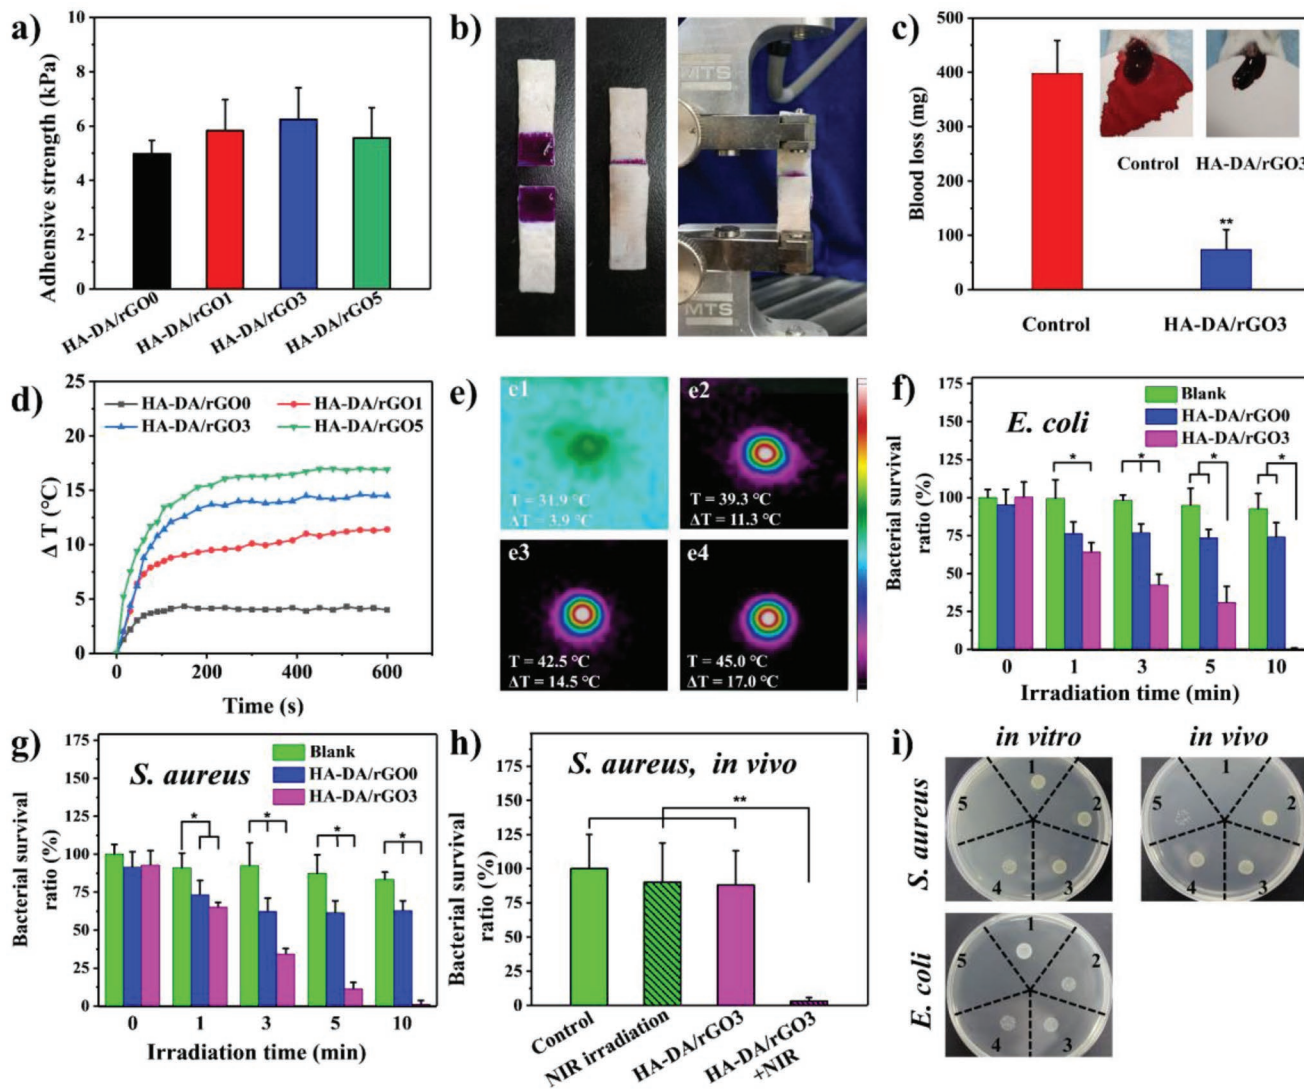 a)
10
8
6
4
2
0
Adhensive strength (kPa)
HA-DA/rGO0
HA-DA/rGO1
HA-DA/rGO3
HA-DA/rGO5
b)
MTS
MTS
c)
500
400
300
200
100
0
Blood loss (mg)
Control
HA-DA/rGO3
**
Control
HA-DA/rGO3
d)
25
20
15
10
5
0
Δ T (°C)
HA-DA/rGO0
HA-DA/rGO1
HA-DA/rGO3
HA-DA/rGO5
0
200
400
600
Time (s)
e)
e1
T = 31.9 °C
ΔT = 3.9 °C
e2
T = 39.3 °C
ΔT = 11.3 °C
e3
T = 42.5 °C
ΔT = 14.5 °C
e4
T = 45.0 °C
ΔT = 17.0 °C
f)
175
150
125
100
75
50
25
0
Bacterial survival
ratio (%)
E. coli
Blank
HA-DA/rGO0
HA-DA/rGO3
*
*
*
*
0
1
3
5
10
Irradiation time (min)
g)
175
150
125
100
75
50
25
0
Bacterial survival
ratio (%)
S. aureus
Blank
HA-DA/rGO0
HA-DA/rGO3
*
*
*
*
0
1
3
5
10
Irradiation time (min)
h)
175
150
125
100
75
50
25
0
Bacterial survival
ratio (%)
S. aureus, in vivo
**
Control
NIR irradiation
HA-DA/rGO3
HA-DA/rGO3
+NIR
i)
in vitro
in vivo
S. aureus
1
2
3
4
5
1
2
3
4
5
E. coli
1
2
3
4
5